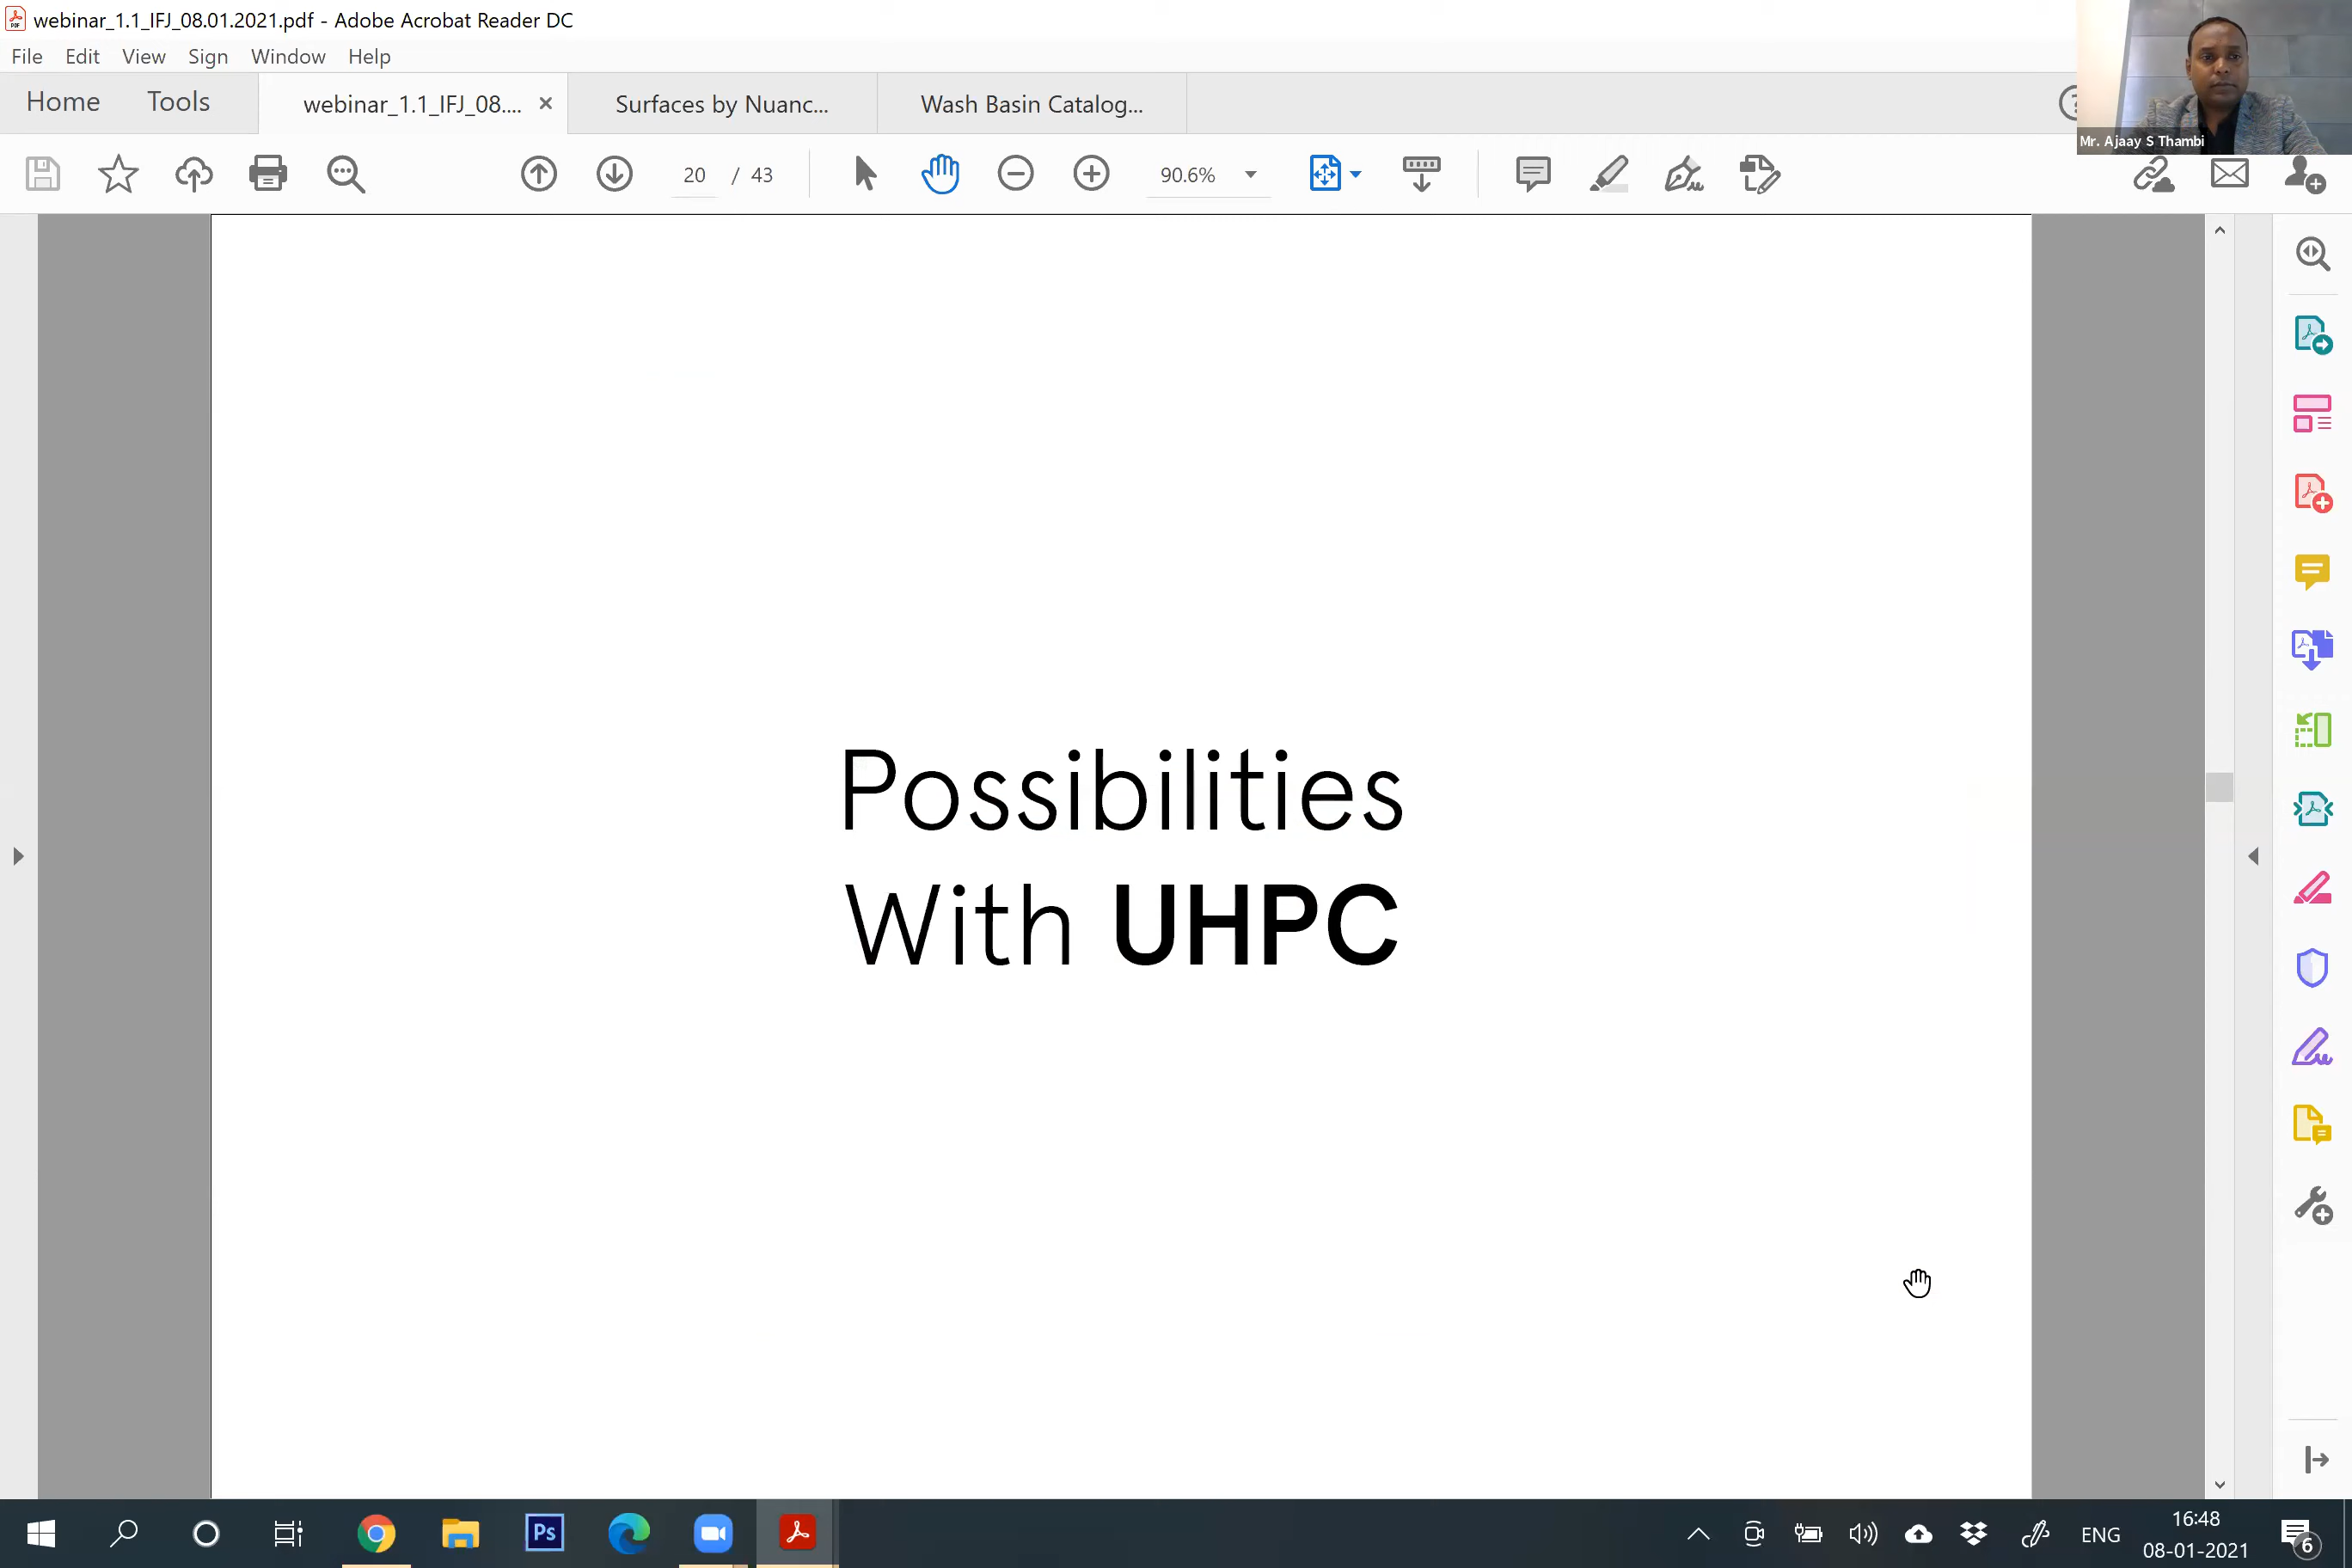 webinar_1.1_IFJ_08.01.2021.pdf - Adobe Acrobat Reader DC
File Edit View Sign Window Help
Home Tools webinar_1.1_IFJ_08.... Surfaces by Nuanc... Wash Basin Catalog...
Mr. Ajaay S Thambi
20 / 43 90.6%
Possibilities
With UHPC
Ps
ENG
16:48
08-01-2021
6